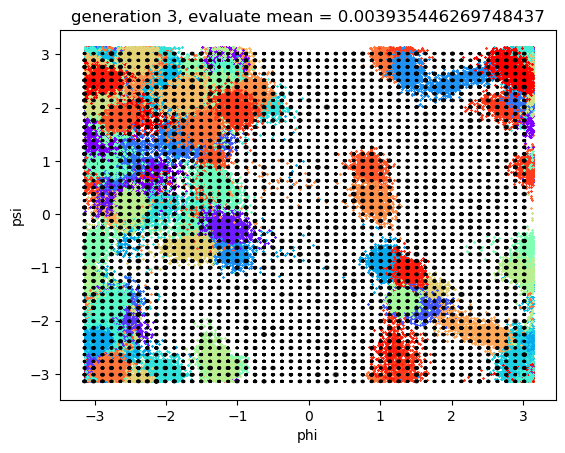 generation 3, evaluate mean = 0.003935446269748437
3
2
1
0
−1
−2
−3
psi
−3 −2 −1 0 1 2 3
phi